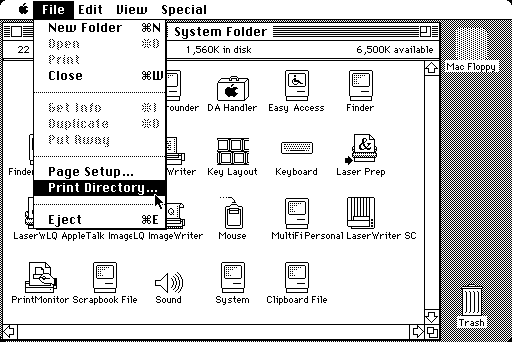 File Edit View Special
System Folder
22
1,560K in disk
6,500K available
New Folder ⌘N
Open ⌘O
Print
Close ⌘W
Get Info ⌘I
Duplicate ⌘D
Put Away
Page Setup...
Print Directory...
Eject ⌘E
Mac Floppy
rounder DA Handler Easy Access Finder
Finder Writer Key Layout Keyboard Laser Prep
LaserW LQ AppleTalk ImageLQ ImageWriter Mouse MultiFi Personal LaserWriter SC
PrintMonitor Scrapbook File Sound System Clipboard File
Trash